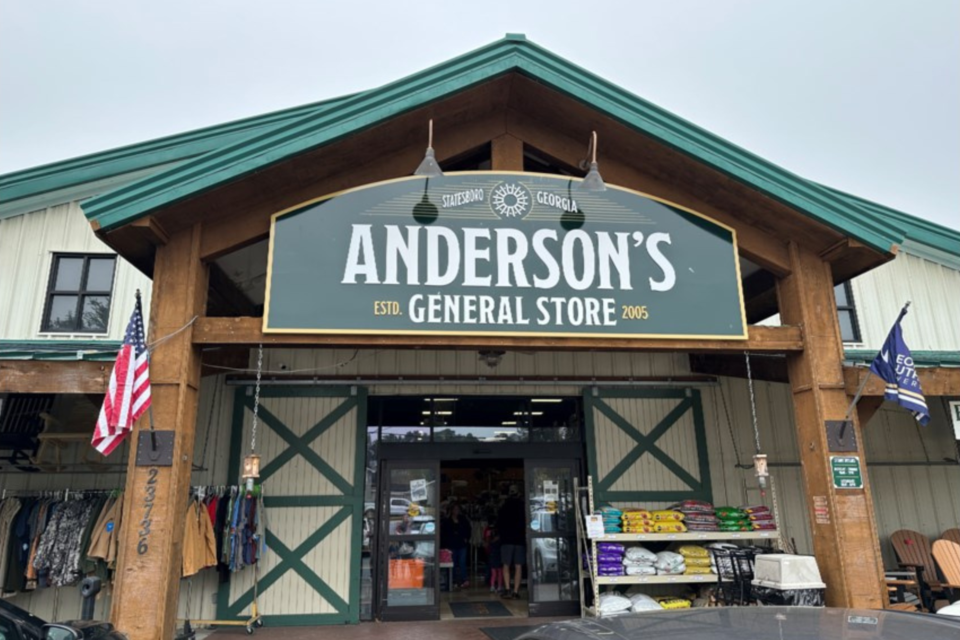 STATESBORO GEORGIA
ANDERSON'S
ESTD. GENERAL STORE 2005
23736